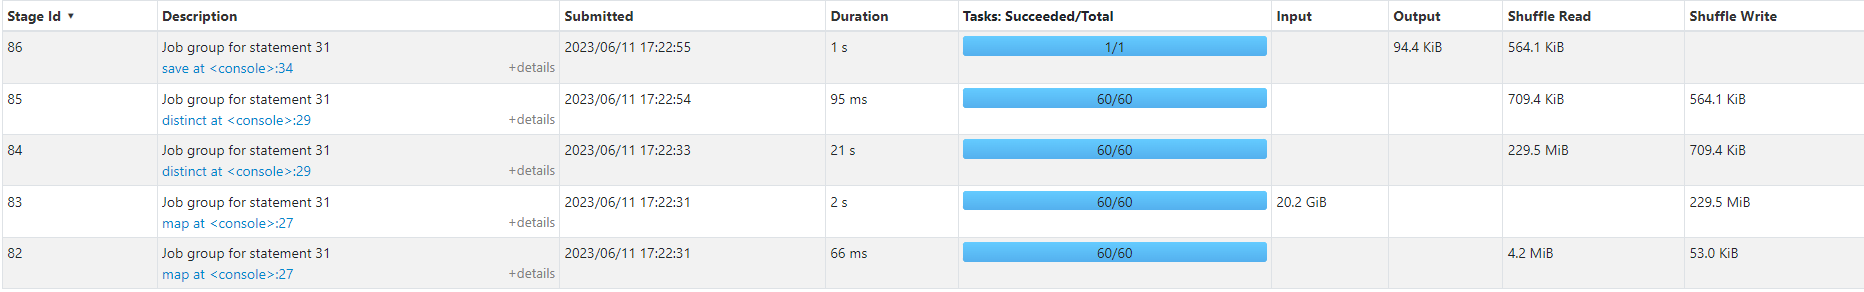 Stage Id ▾ Description Submitted Duration Tasks: Succeeded/Total Input Output Shuffle Read Shuffle Write
86 Job group for statement 31 2023/06/11 17:22:55 1 s 1/1 94.4 KiB 564.1 KiB
save at <console>:34 +details
85 Job group for statement 31 2023/06/11 17:22:54 95 ms 60/60 709.4 KiB 564.1 KiB
distinct at <console>:29 +details
84 Job group for statement 31 2023/06/11 17:22:33 21 s 60/60 229.5 MiB 709.4 KiB
distinct at <console>:29 +details
83 Job group for statement 31 2023/06/11 17:22:31 2 s 60/60 20.2 GiB 229.5 MiB
map at <console>:27 +details
82 Job group for statement 31 2023/06/11 17:22:31 66 ms 60/60 4.2 MiB 53.0 KiB
map at <console>:27 +details